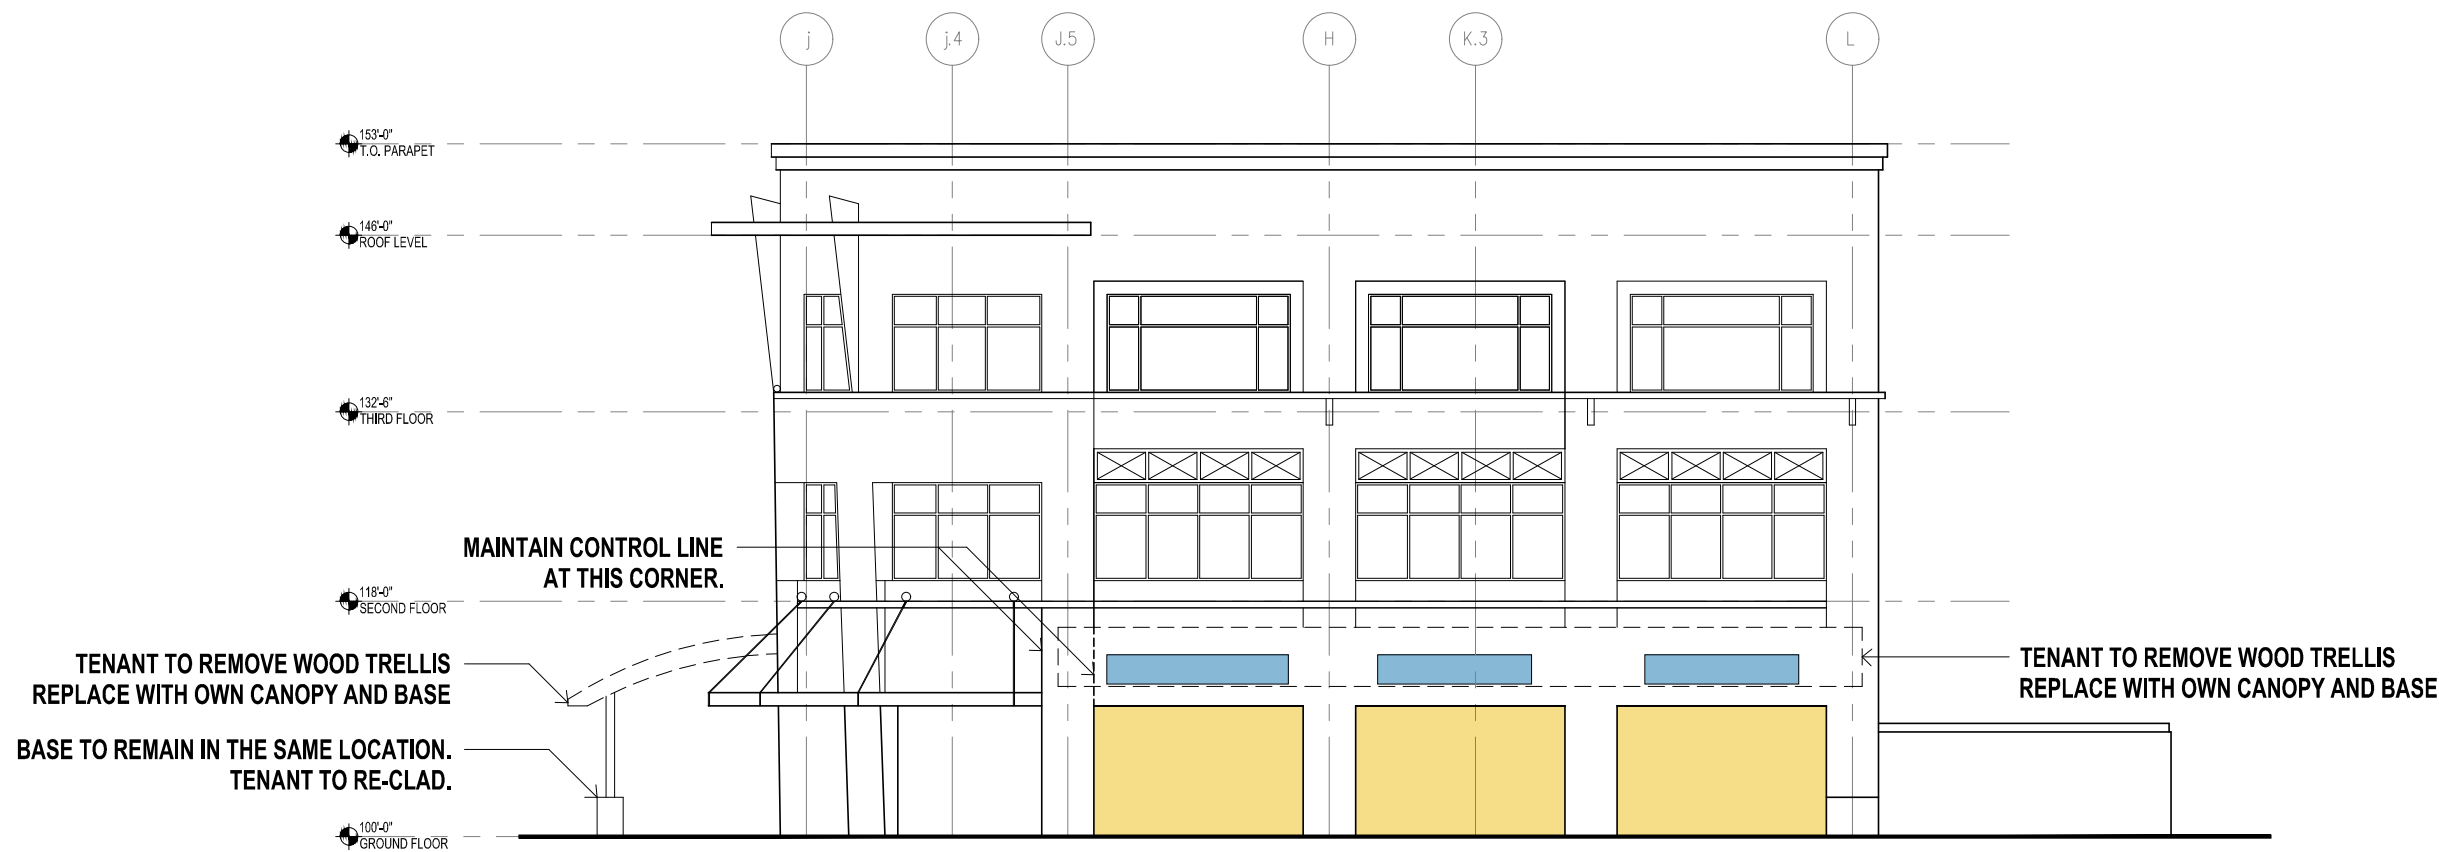 j
j.4
J.5
H
K.3
L
153'-0"
T.O. PARAPET
146'-0"
ROOF LEVEL
132'-6"
THIRD FLOOR
MAINTAIN CONTROL LINE
AT THIS CORNER.
118'-0"
SECOND FLOOR
TENANT TO REMOVE WOOD TRELLIS
REPLACE WITH OWN CANOPY AND BASE
TENANT TO REMOVE WOOD TRELLIS
REPLACE WITH OWN CANOPY AND BASE
BASE TO REMAIN IN THE SAME LOCATION.
TENANT TO RE-CLAD.
100'-0"
GROUND FLOOR